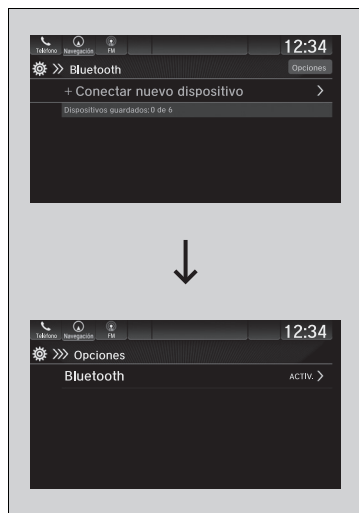 Teléfono Navegación FM 12:34
Bluetooth Opciones
+ Conectar nuevo dispositivo
Dispositivos guardados: 0 de 6
Teléfono Navegación FM 12:34
Opciones
Bluetooth ACTIV.